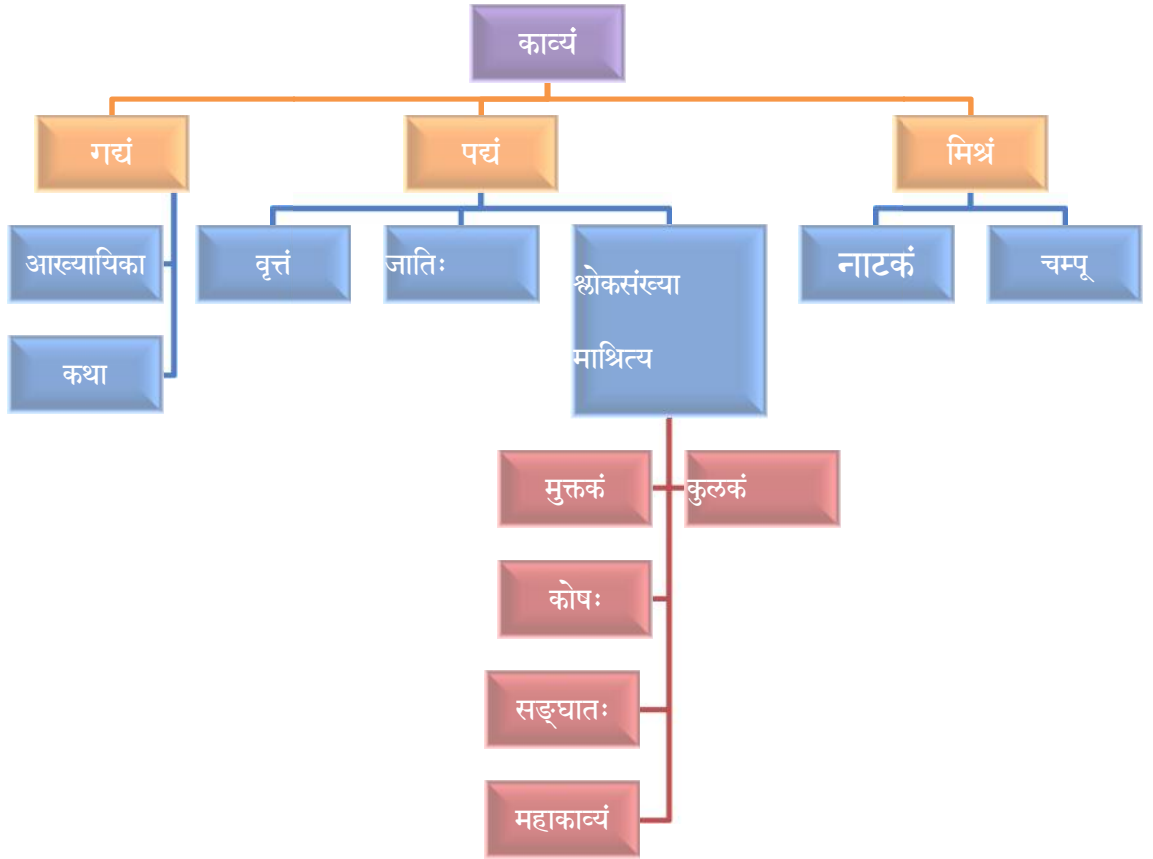 काव्यं
गद्यं
पद्यं
मिश्रं
आख्यायिका
वृत्तं
जातिः
श्लोकसंख्या
माश्रित्य
नाटकं
चम्पू
कथा
मुक्तकं
कुलकं
कोषः
सङ्घातः
महाकाव्यं